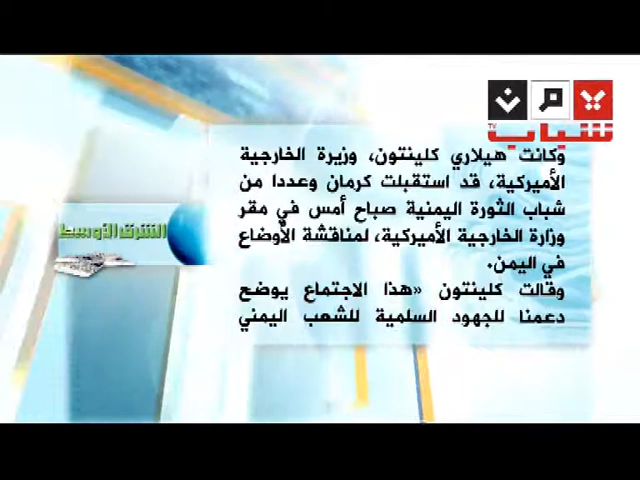 يمن
شباب
TV
وكانت هيلاري كلينتون، وزيرة الخارجية
الأميركية، قد استقبلت كرمان وعددا من
شباب الثورة اليمنية صباح أمس في مقر
وزارة الخارجية الأميركية، لمناقشة الأوضاع
في اليمن.
وقالت كلينتون «هذا الاجتماع يوضح
دعمنا للجهود السلمية للشعب اليمني
الشرق الأوسط